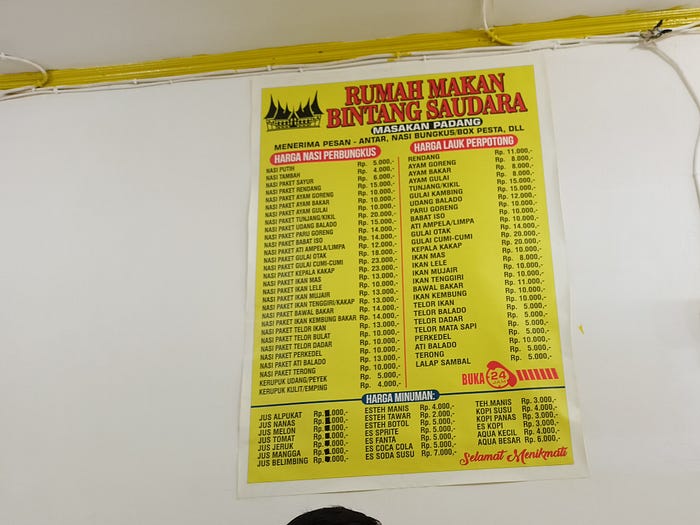 RUMAH MAKAN
BINTANG SAUDARA
MASAKAN PADANG
MENERIMA PESAN - ANTAR, NASI BUNGKUS/BOX PESTA, DLL
HARGA NASI PERBUNGKUS
NASI PUTIH Rp. 5.000,-
NASI TAMBAH Rp. 4.000,-
NASI PAKET SAYUR Rp. 6.000,-
NASI PAKET RENDANG Rp. 15.000,-
NASI PAKET AYAM GORENG Rp. 10.000,-
NASI PAKET AYAM BAKAR Rp. 10.000,-
NASI PAKET AYAM GULAI Rp. 10.000,-
NASI PAKET TUNJANG/KIKIL Rp. 20.000,-
NASI PAKET UDANG BALADO Rp. 15.000,-
NASI PAKET PARU GORENG Rp. 14.000,-
NASI PAKET BABAT ISO Rp. 14.000,-
NASI PAKET ATI AMPELA/LIMPA Rp. 12.000,-
NASI PAKET GULAI OTAK Rp. 18.000,-
NASI PAKET GULAI CUMI-CUMI Rp. 23.000,-
NASI PAKET KEPALA KAKAP Rp. 23.000,-
NASI PAKET IKAN MAS Rp. 13.000,-
NASI PAKET IKAN LELE Rp. 10.000,-
NASI PAKET IKAN MUJAIR Rp. 13.000,-
NASI PAKET IKAN TENGGIRI/KAKAP Rp. 13.000,-
NASI PAKET BAWAL BAKAR Rp. 14.000,-
NASI PAKET IKAN KEMBUNG BAKAR Rp. 14.000,-
NASI PAKET TELOR IKAN Rp. 13.000,-
NASI PAKET TELOR BULAT Rp. 10.000,-
NASI PAKET TELOR DADAR Rp. 10.000,-
NASI PAKET PERKEDEL Rp. 10.000,-
NASI PAKET ATI BALADO Rp. 13.000,-
NASI PAKET TERONG Rp. 10.000,-
KERUPUK UDANG/PEYEK Rp. 5.000,-
KERUPUK KULIT/EMPING Rp. 4.000,-
HARGA LAUK PERPOTONG
RENDANG Rp. 11.000,-
AYAM GORENG Rp. 8.000,-
AYAM BAKAR Rp. 8.000,-
AYAM GULAI Rp. 8.000,-
TUNJANG/KIKIL Rp. 15.000,-
GULAI KAMBING Rp. 15.000,-
UDANG BALADO Rp. 12.000,-
PARU GORENG Rp. 10.000,-
BABAT ISO Rp. 10.000,-
ATI AMPELA/LIMPA Rp. 10.000,-
GULAI OTAK Rp. 14.000,-
GULAI CUMI-CUMI Rp. 20.000,-
KEPALA KAKAP Rp. 20.000,-
IKAN MAS Rp. 10.000,-
IKAN LELE Rp. 8.000,-
IKAN MUJAIR Rp. 10.000,-
IKAN TENGGIRI Rp. 10.000,-
BAWAL BAKAR Rp. 11.000,-
IKAN KEMBUNG Rp. 10.000,-
TELOR IKAN Rp. 10.000,-
TELOR BALADO Rp. 5.000,-
TELOR DADAR Rp. 5.000,-
TELOR MATA SAPI Rp. 5.000,-
PERKEDEL Rp. 5.000,-
ATI BALADO Rp. 10.000,-
TERONG Rp. 5.000,-
LALAP SAMBAL Rp. 5.000,-
BUKA 24 JAM
HARGA MINUMAN:
JUS ALPUKAT Rp. .000,-
JUS NANAS Rp. .000,-
JUS MELON Rp. .000,-
JUS TOMAT Rp. .000,-
JUS JERUK Rp. .000,-
JUS MANGGA Rp. .000,-
JUS BELIMBING Rp. .000,-
ESTEH MANIS Rp. 4.000,-
ESTEH TAWAR Rp. 2.000,-
ESTEH BOTOL Rp. 5.000,-
ES SPRITE Rp. 5.000,-
ES FANTA Rp. 5.000,-
ES COCA COLA Rp. 5.000,-
ES SODA SUSU Rp. 7.000,-
TEH.MANIS Rp. 3.000,-
KOPI SUSU Rp. 4.000,-
KOPI PANAS Rp. 3.000,-
ES KOPI Rp. 3.000,-
AQUA KECIL Rp. 4.000,-
AQUA BESAR Rp. 6.000,-
Selamat Menikmati